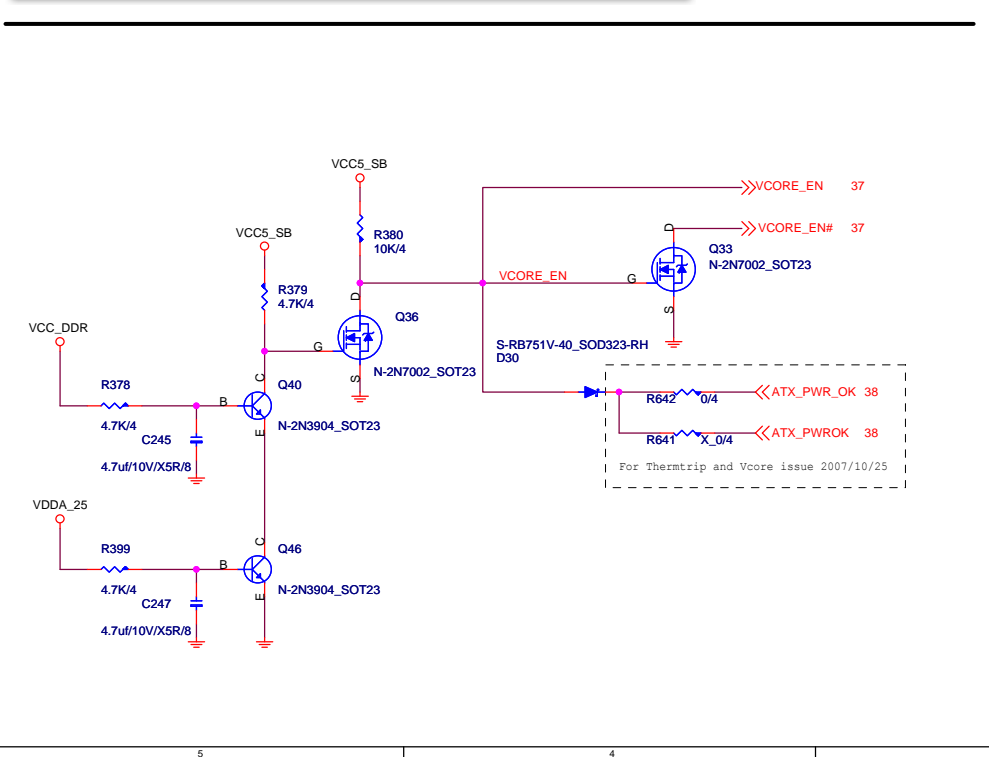 VCC5_SB
VCORE_EN 37
VCORE_EN# 37
D
Q33
N-2N7002_SOT23
G
S
R380
10K/4
VCC5_SB
VCORE_EN
R379
4.7K/4
D
Q36
G
N-2N7002_SOT23
S
VCC_DDR
S-RB751V-40_SOD323-RH
D30
R378
4.7K/4
C245
4.7uf/10V/X5R/8
B
C
Q40
N-2N3904_SOT23
E
R642 0/4
ATX_PWR_OK 38
R641 X_0/4
ATX_PWROK 38
For Thermtrip and Vcore issue 2007/10/25
VDDA_25
R399
4.7K/4
C247
4.7uf/10V/X5R/8
B
C
Q46
N-2N3904_SOT23
E
5
4